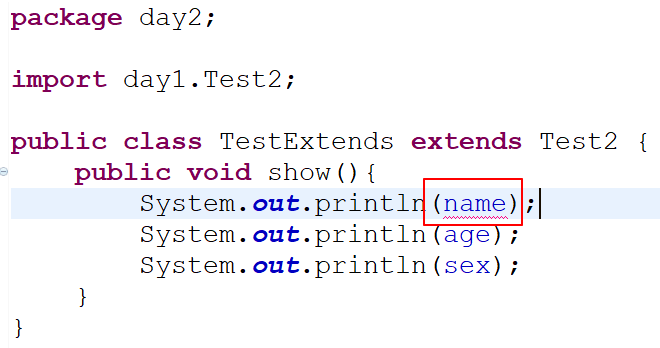 package day2;
import day1.Test2;
public class TestExtends extends Test2 {
    public void show(){
        System.out.println(name);
        System.out.println(age);
        System.out.println(sex);
    }
}